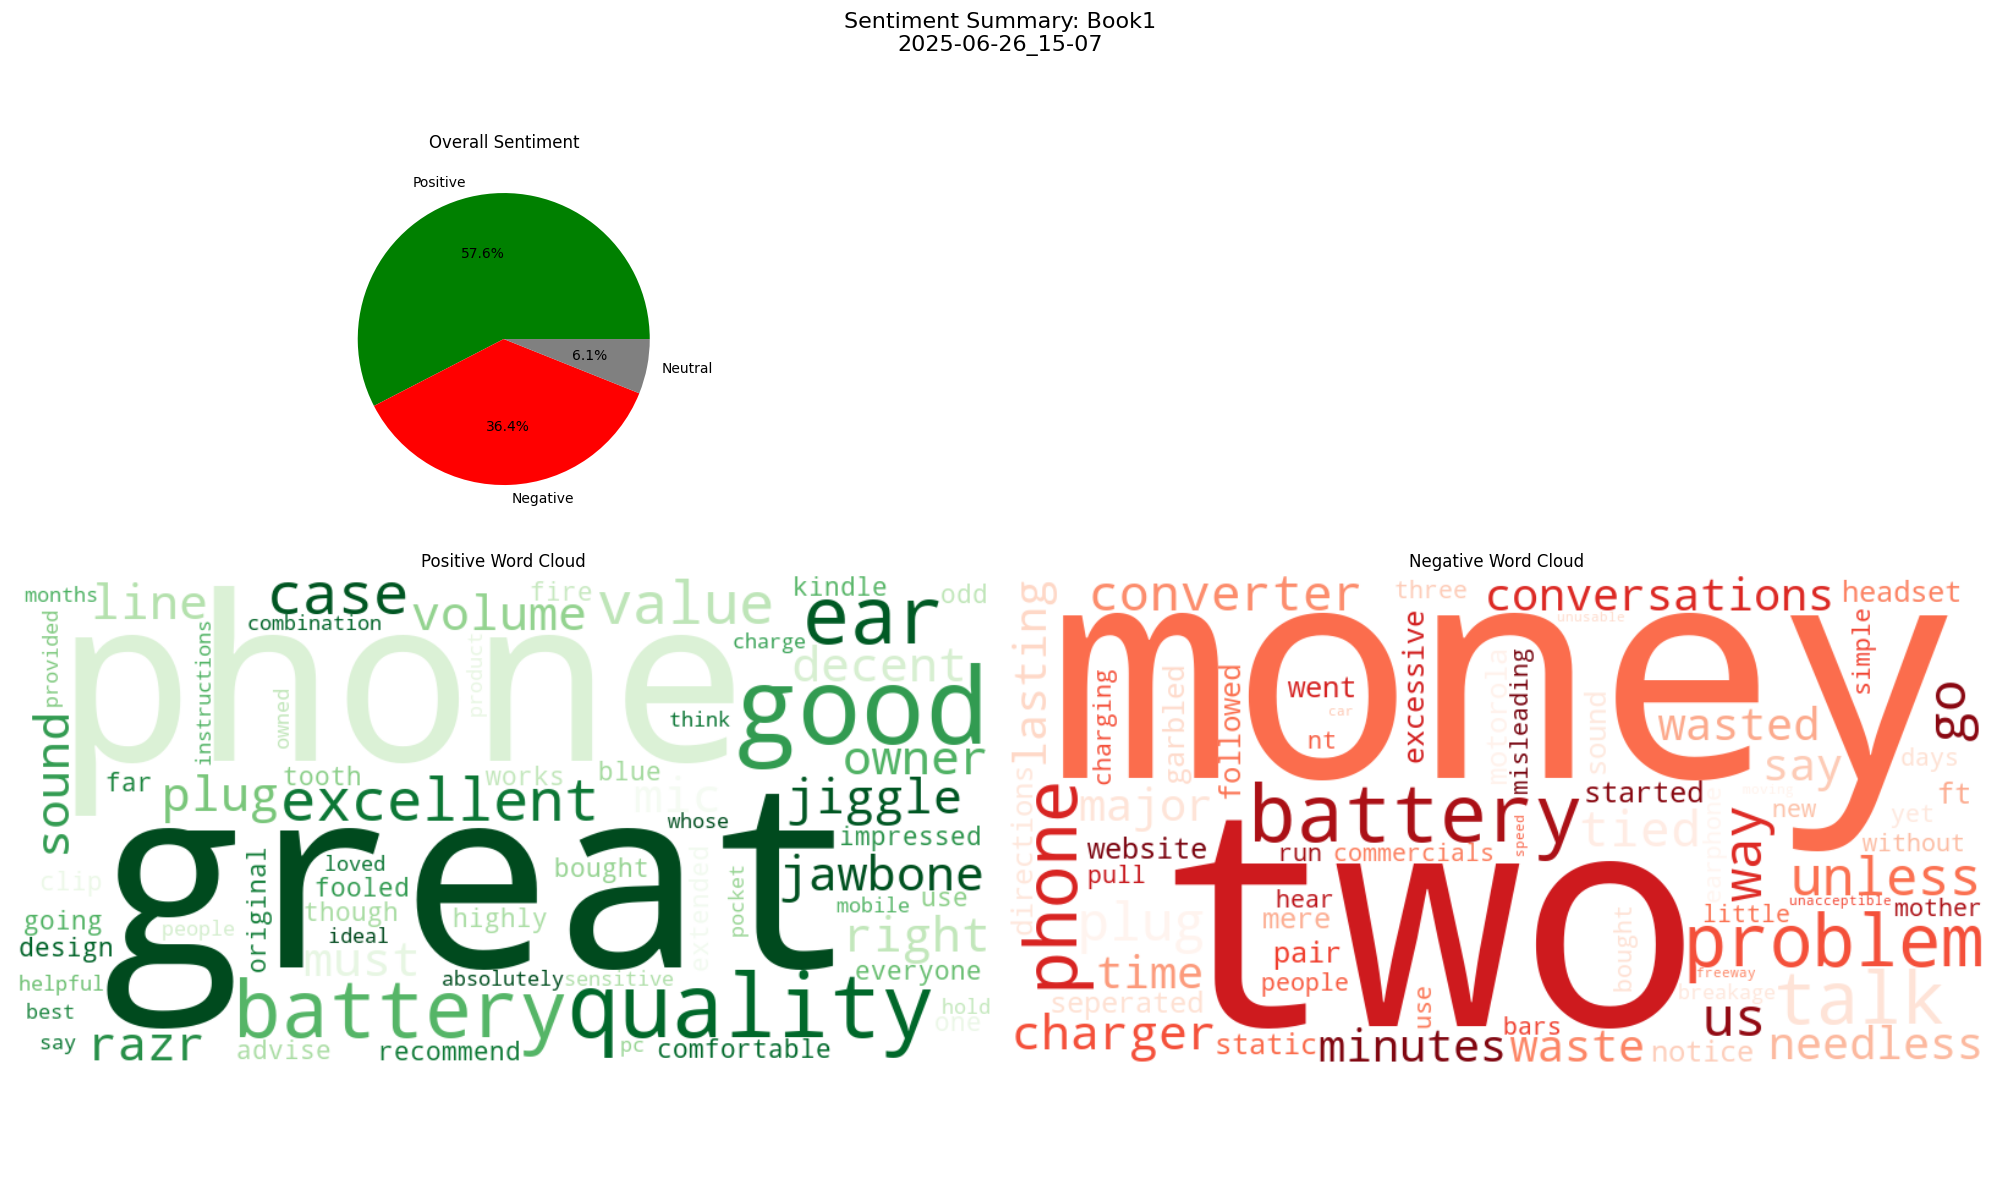 Sentiment Summary: Book1
2025-06-26_15-07
Overall Sentiment
Positive
57.6%
6.1%
Neutral
36.4%
Negative
Positive Word Cloud
months
line
case
combination
volume
fire
value
kindle
ear
odd
provided
instructions
phone
product
owned
charge
decent
think
good
sound
owner
far
tooth
plug
excellent
works
blue
mic
jiggle
whose
impressed
great
loved
fooled
bought
extended
jawbone
clip
original
though
highly
pocket
mobile
use
going
people
ideal
right
design
must
absolutely
sensitive
everyone
helpful
battery
quality
hold
one
best
say
razr
advise
recommend
pc
comfortable
Negative Word Cloud
lasting
converter
three
conversations
unusable
headset
money
excessive
simple
charging
garbled
followed
went
car
nt
motorola
misleading
sound
wasted
go
say
days
directions
major
battery
started
moving
new
ft
yet
phone
website
pull
run
commercials
speed
tied
earphone
way
without
unless
two
hear
mere
plug
pair
people
bought
little
unacceptible
mother
problem
time
seperated
use
freeway
breakage
talk
charger
static
minutes
bars
waste
us
notice
needless